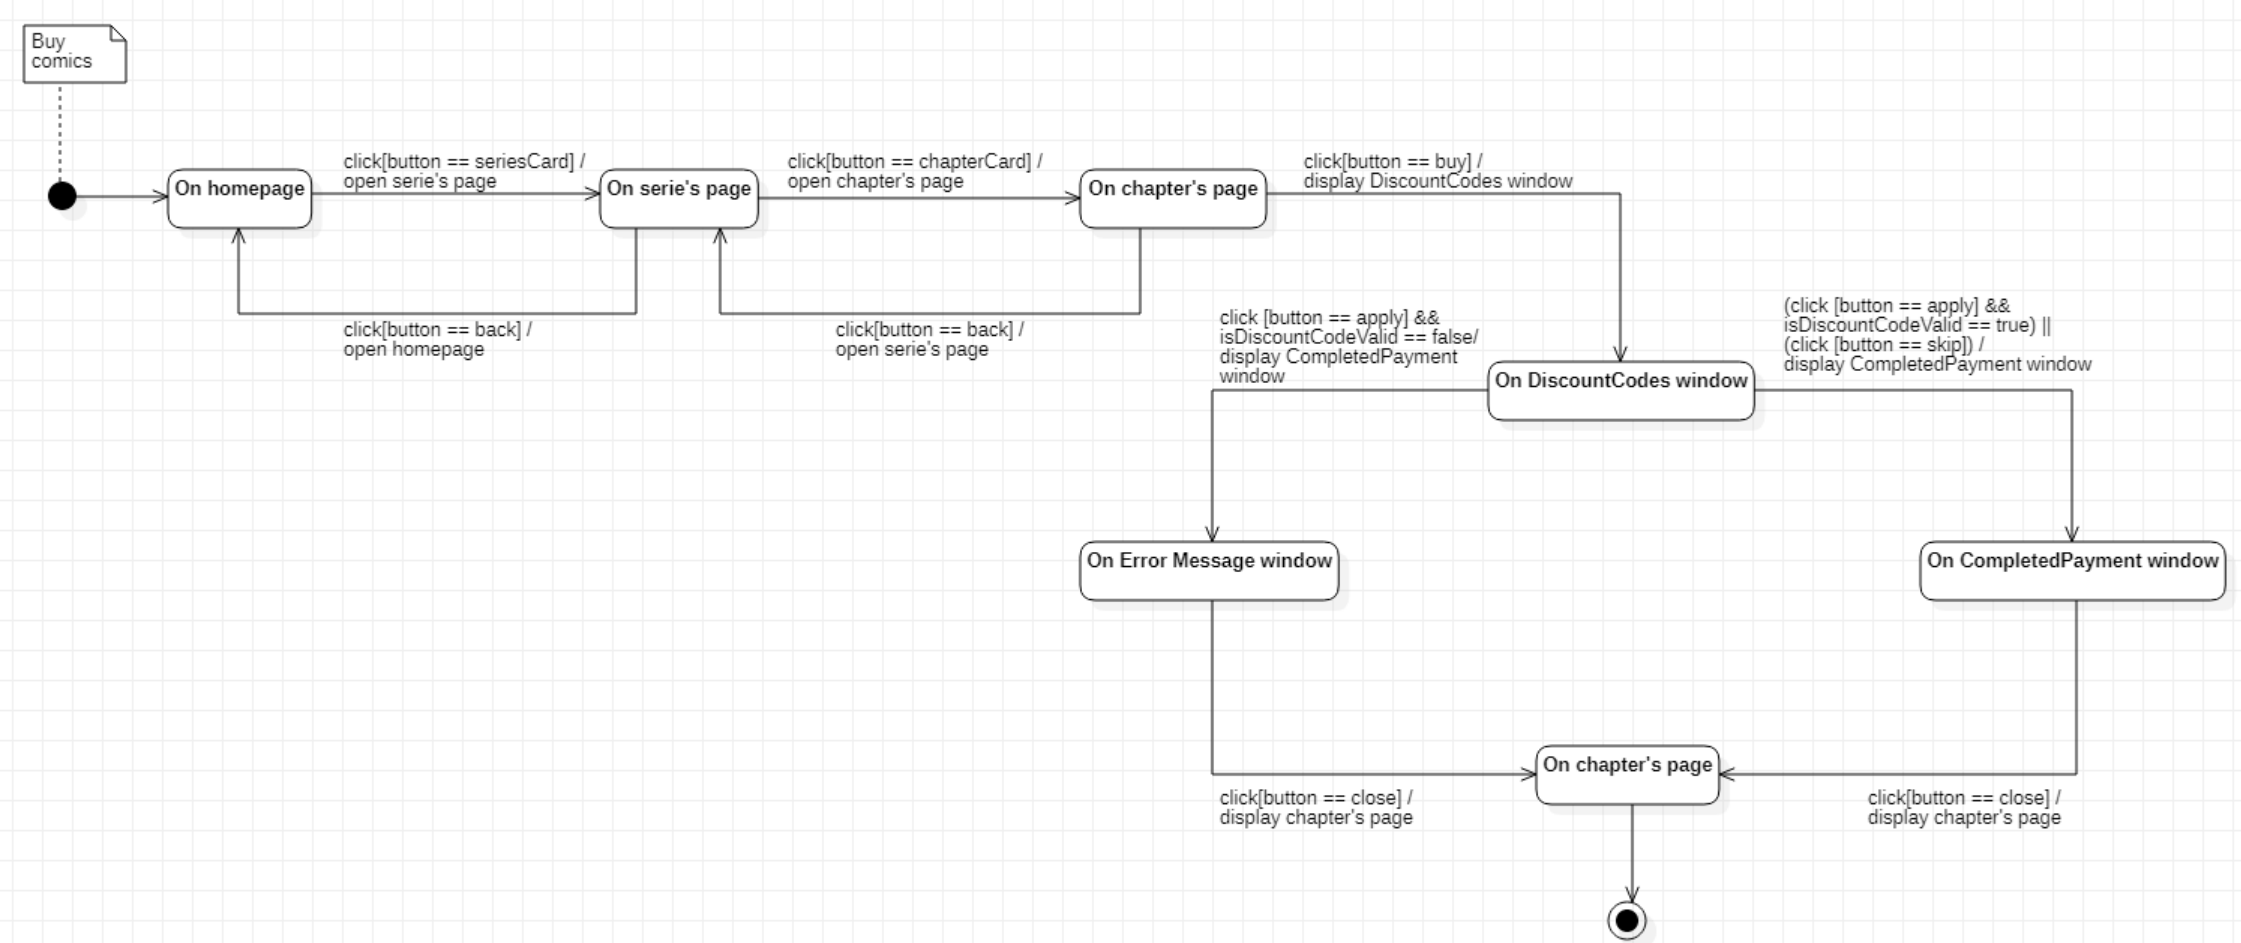 Buy
comics
click[button == seriesCard] /
open serie's page
click[button == chapterCard] /
open chapter's page
click[button == buy] /
display DiscountCodes window
On homepage
On serie's page
On chapter's page
click[button == back] /
open homepage
click[button == back] /
open serie's page
click [button == apply] &&
isDiscountCodeValid == false/
display CompletedPayment
window
(click [button == apply] &&
isDiscountCodeValid == true) ||
(click [button == skip]) /
display CompletedPayment window
On DiscountCodes window
On Error Message window
On CompletedPayment window
On chapter's page
click[button == close] /
display chapter's page
click[button == close] /
display chapter's page